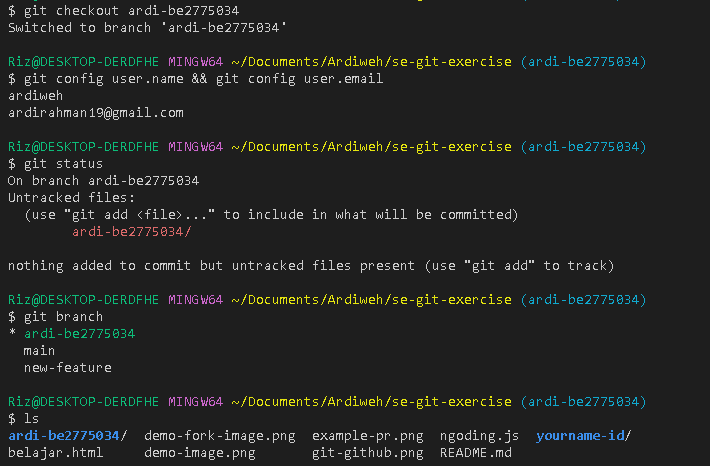 $ git checkout ardi-be2775034
Switched to branch 'ardi-be2775034'
Riz@DESKTOP-DERDFHE MINGW64 ~/Documents/Ardiweh/se-git-exercise (ardi-be2775034)
$ git config user.name && git config user.email
ardiweh
ardirahman19@gmail.com
Riz@DESKTOP-DERDFHE MINGW64 ~/Documents/Ardiweh/se-git-exercise (ardi-be2775034)
$ git status
On branch ardi-be2775034
Untracked files:
  (use "git add <file>..." to include in what will be committed)
        ardi-be2775034/
nothing added to commit but untracked files present (use "git add" to track)
Riz@DESKTOP-DERDFHE MINGW64 ~/Documents/Ardiweh/se-git-exercise (ardi-be2775034)
$ git branch
* ardi-be2775034
  main
  new-feature
Riz@DESKTOP-DERDFHE MINGW64 ~/Documents/Ardiweh/se-git-exercise (ardi-be2775034)
$ ls
ardi-be2775034/  demo-fork-image.png  example-pr.png  ngoding.js  yourname-id/
belajar.html     demo-image.png       git-github.png  README.md